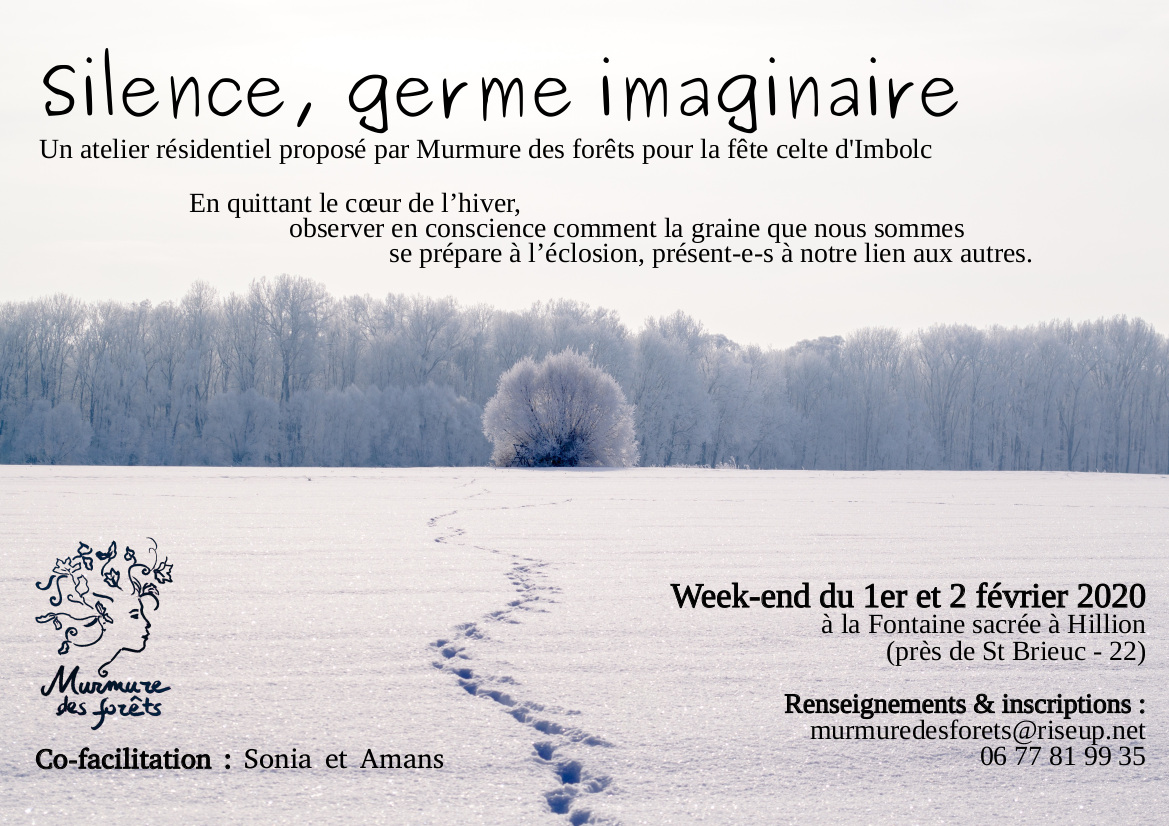 Silence, germe imaginaire
Un atelier résidentiel proposé par Murmure des forêts pour la fête celte d'Imbolc
En quittant le cœur de l’hiver,
observer en conscience comment la graine que nous sommes
se prépare à l’éclosion, présent-e-s à notre lien aux autres.
Week-end du 1er et 2 février 2020
à la Fontaine sacrée à Hillion
(près de St Brieuc - 22)
Renseignements & inscriptions :
murmuredesforets@riseup.net
06 77 81 99 35
Murmure
des forêts
Co-facilitation : Sonia et Amans